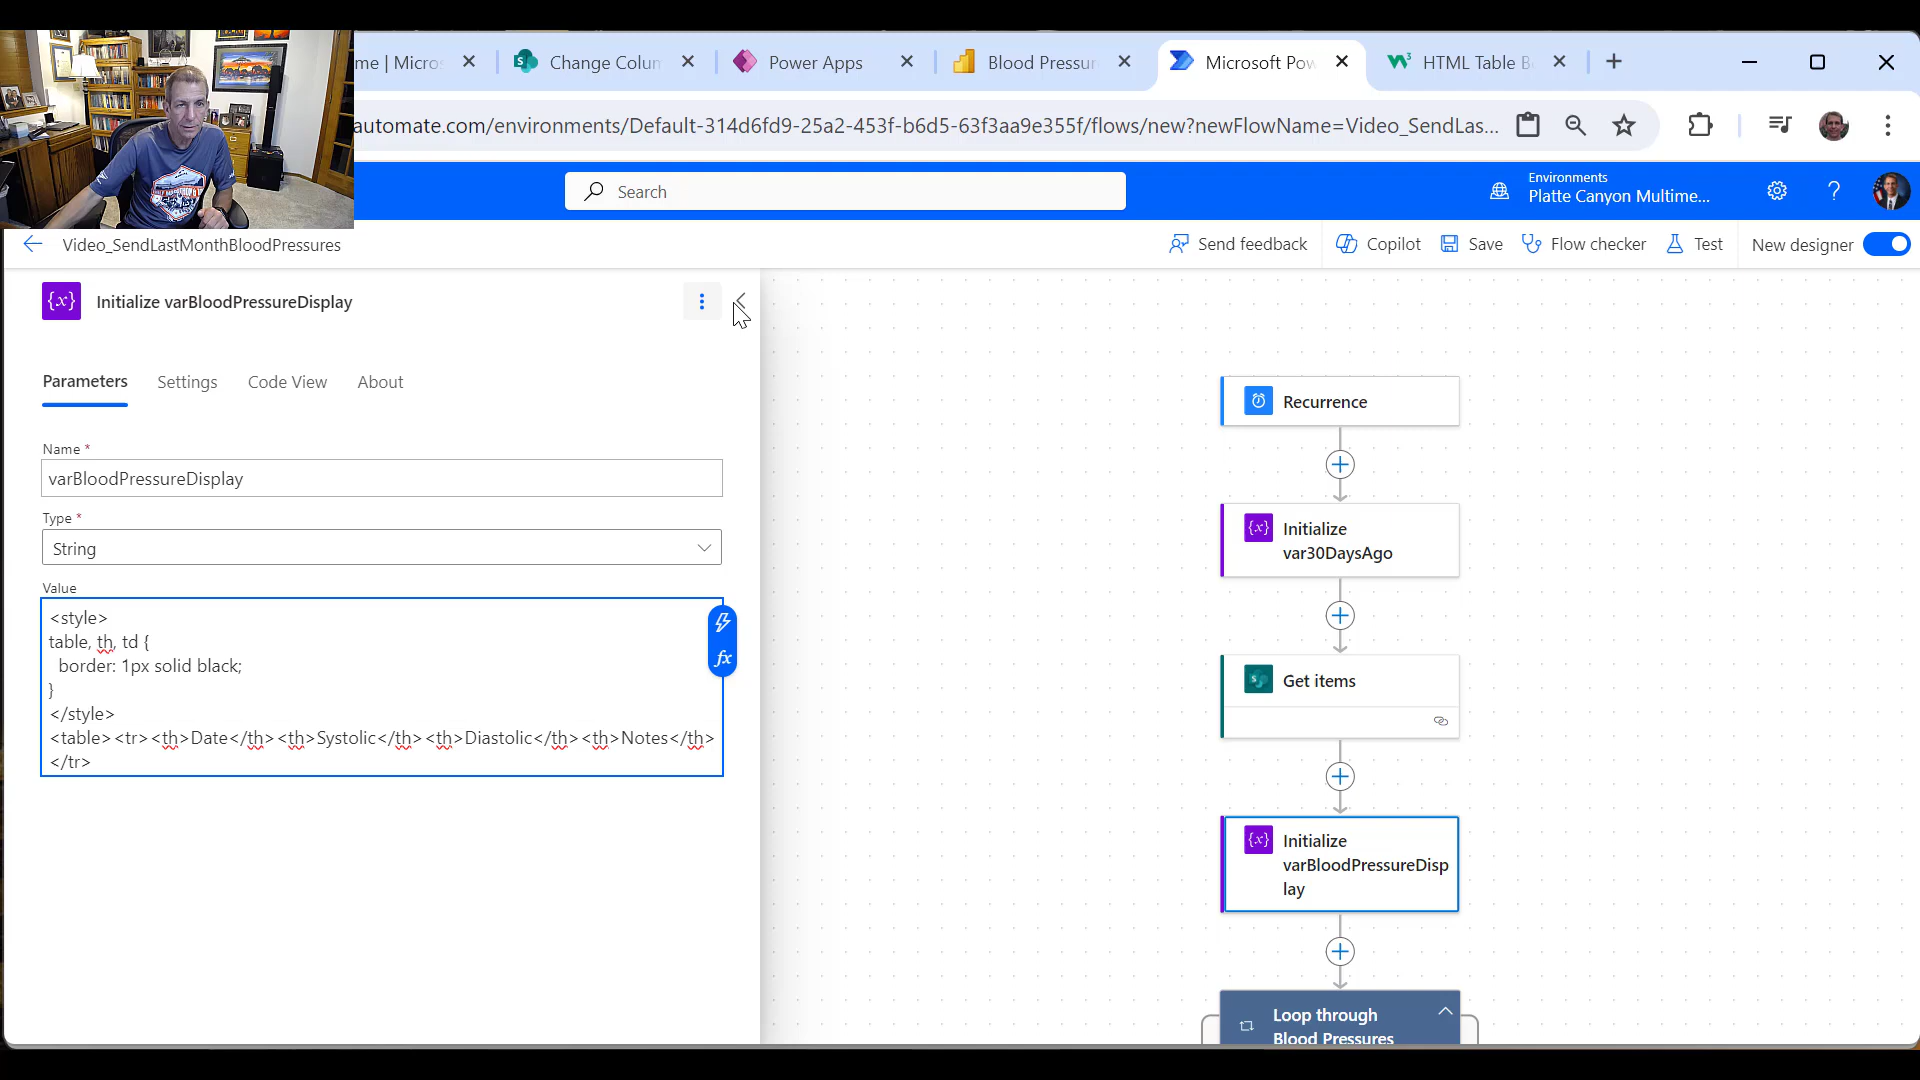 me | Micros
Change Colum
Power Apps
Blood Pressur
Microsoft Pow
HTML Table B
automate.com/environments/Default-314d6fd9-25a2-453f-b6d5-63f3aa9e355f/flows/new?newFlowName=Video_SendLas...
Search
Environments
Platte Canyon Multime...
Video_SendLastMonthBloodPressures
Send feedback
Copilot
Save
Flow checker
Test
New designer
Initialize varBloodPressureDisplay
Parameters
Settings
Code View
About
Name *
varBloodPressureDisplay
Type *
String
Value
<style>
table, th, td {
border: 1px solid black;
}
</style>
<table><tr><th>Date</th><th>Systolic</th><th>Diastolic</th><th>Notes</th>
</tr>
fx
Recurrence
{x}
Initialize
var30DaysAgo
Get items
{x}
Initialize
varBloodPressureDisp
lay
Loop through
Blood Pressures